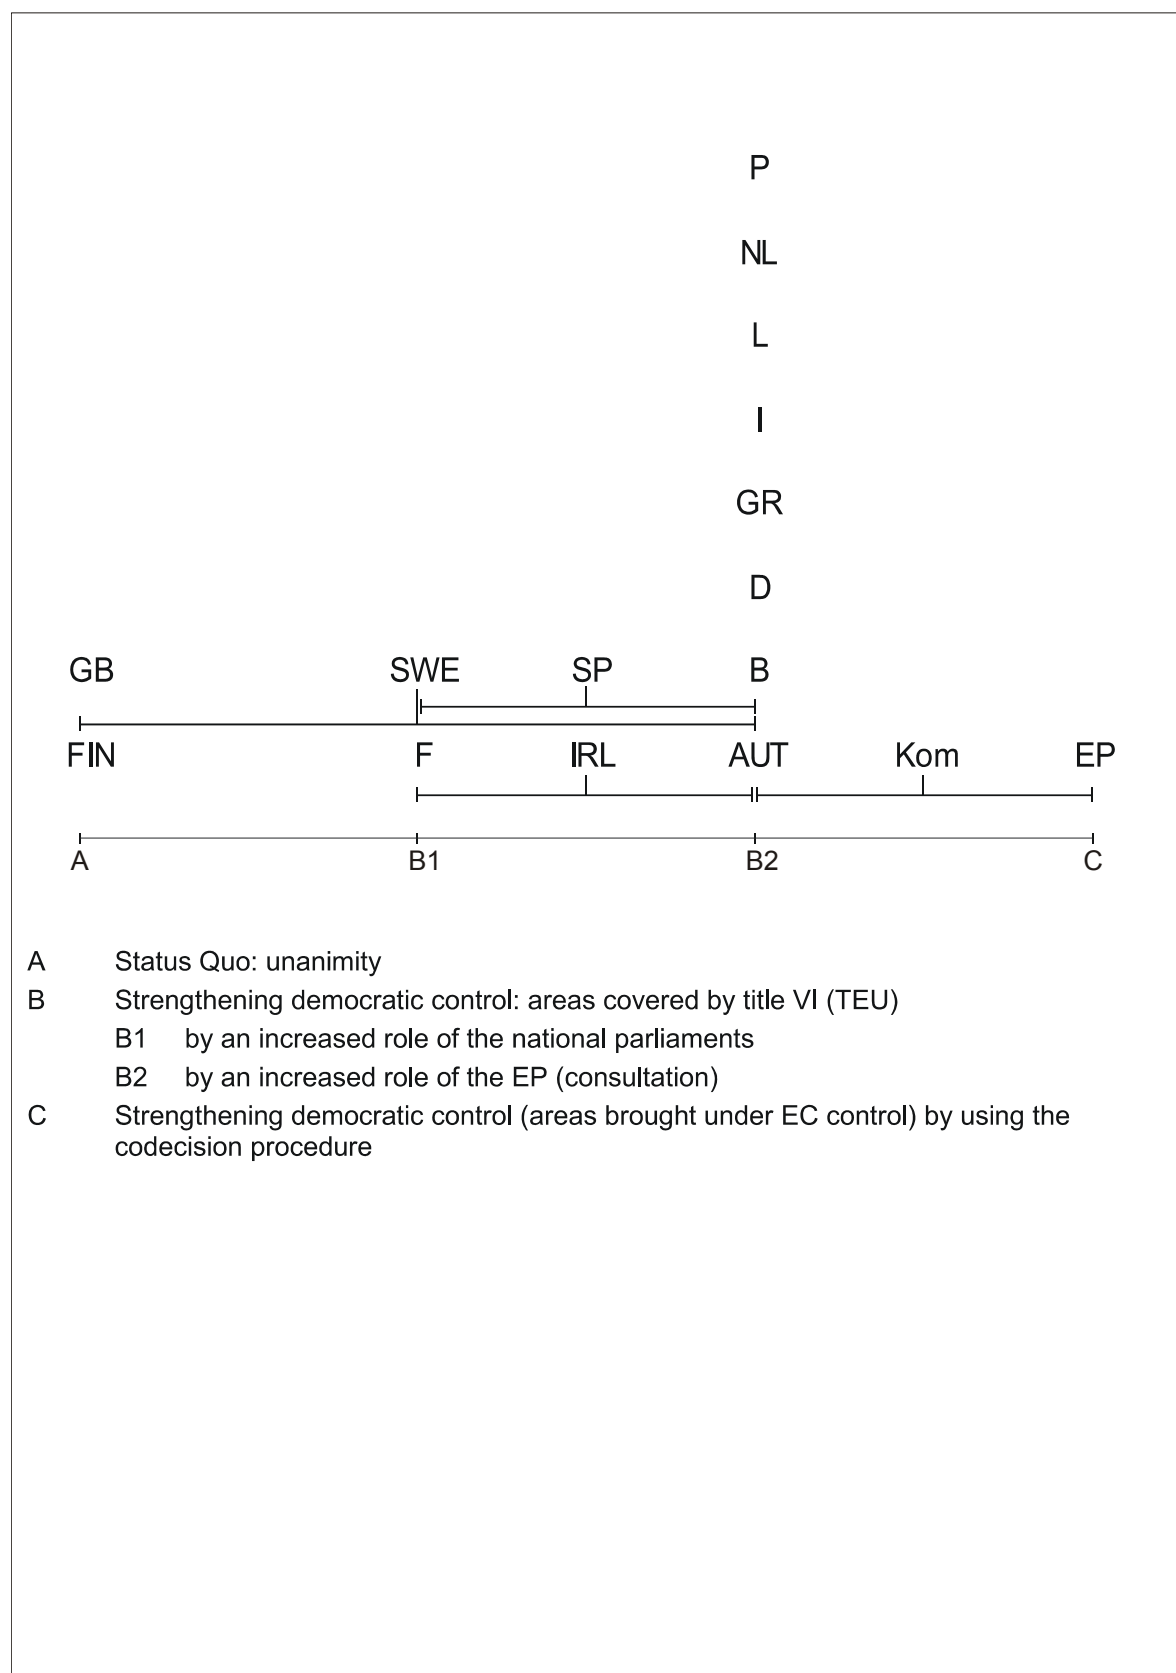 P
NL
L
I
GR
D
GB SWE SP B
FIN F IRL AUT Kom EP
A B1 B2 C
A Status Quo: unanimity
B Strengthening democratic control: areas covered by title VI (TEU)
B1 by an increased role of the national parliaments
B2 by an increased role of the EP (consultation)
C Strengthening democratic control (areas brought under EC control) by using the
codecision procedure